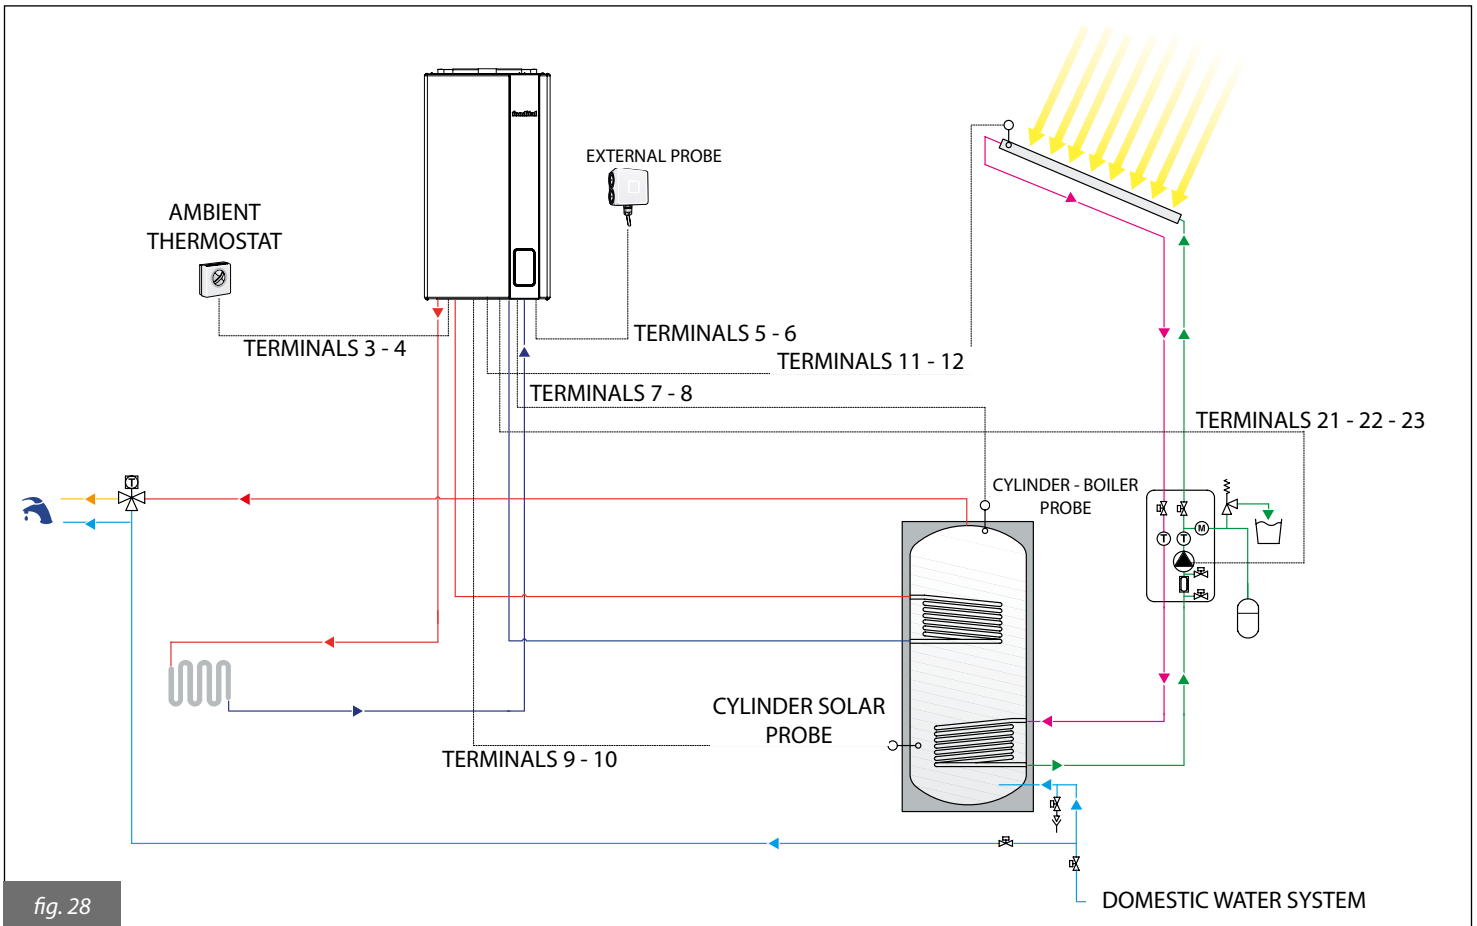 EXTERNAL PROBE
AMBIENT
THERMOSTAT
TERMINALS 3 - 4
TERMINALS 5 - 6
TERMINALS 11 - 12
TERMINALS 7 - 8
TERMINALS 21 - 22 - 23
T
CYLINDER - BOILER
PROBE
M
T
T
CYLINDER SOLAR
PROBE
TERMINALS 9 - 10
DOMESTIC WATER SYSTEM
fig. 28